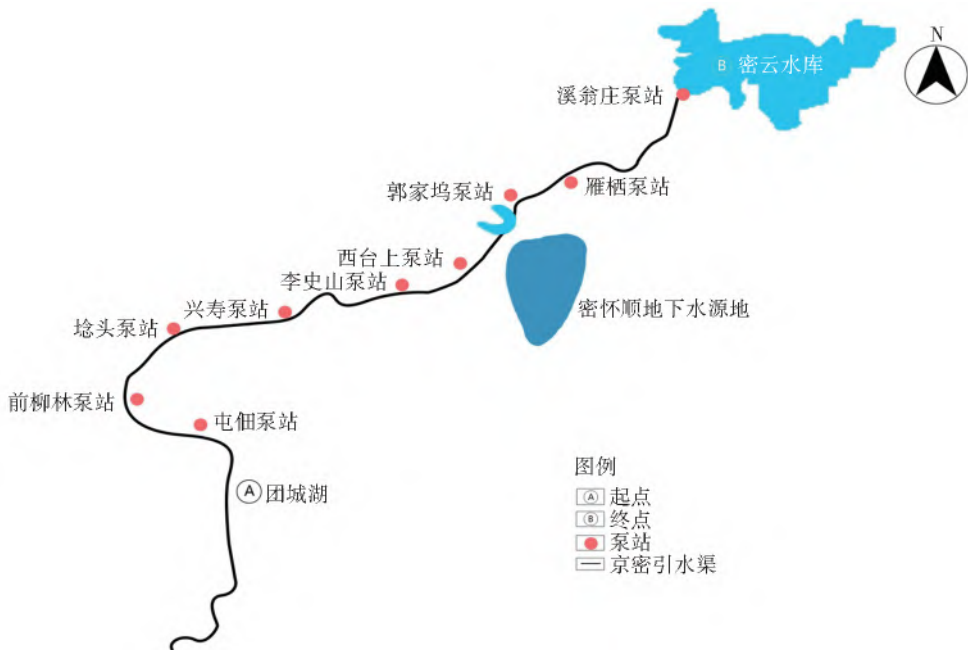 N
B 密云水库
溪翁庄泵站
雁栖泵站
郭家坞泵站
西台上泵站
李史山泵站
密怀顺地下水源地
兴寿泵站
埝头泵站
前柳林泵站
屯佃泵站
A 团城湖
图例
A 起点
B 终点
泵站
京密引水渠